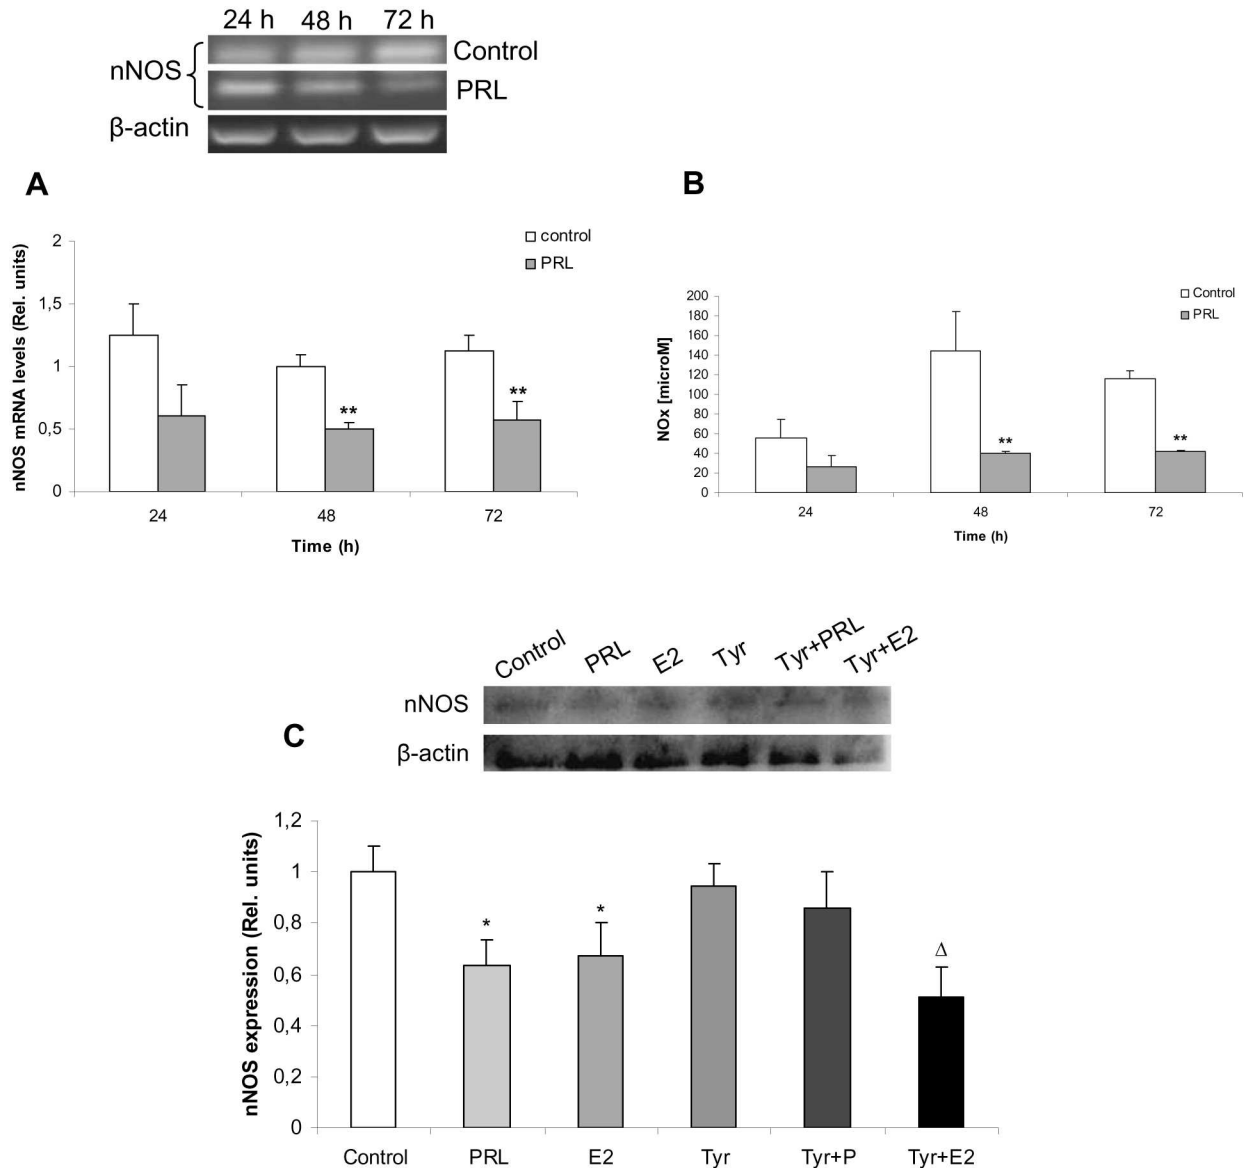 24 h 48 h 72 h
nNOS
Control
PRL
β-actin
A
nNOS mRNA levels (Rel. units)
2
1,5
1
0,5
0
control
PRL
**
**
24 48 72
Time (h)
B
NOx [microM]
200
180
160
140
120
100
80
60
40
20
0
Control
PRL
**
**
24 48 72
Time (h)
C
Control PRL E2 Tyr Tyr+PRL Tyr+E2
nNOS
β-actin
nNOS expression (Rel. units)
1,2
1
0,8
0,6
0,4
0,2
0
*
*
Δ
Control PRL E2 Tyr Tyr+P Tyr+E2